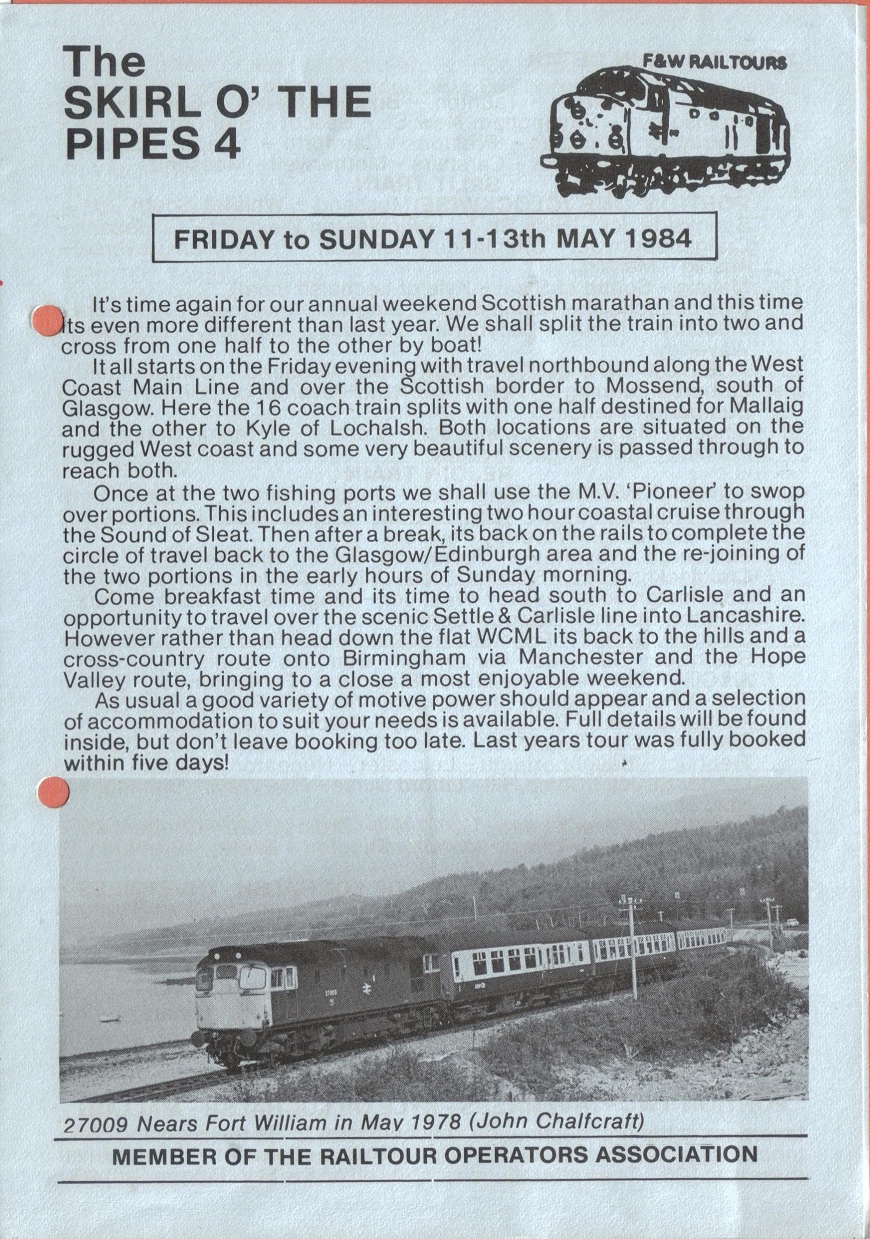 The
SKIRL O' THE
PIPES 4
F&W RAILTOURS
FRIDAY to SUNDAY 11-13th MAY 1984
It's time again for our annual weekend Scottish marathan and this time
its even more different than last year. We shall split the train into two and
cross from one half to the other by boat!
It all starts on the Friday evening with travel northbound along the West
Coast Main Line and over the Scottish border to Mossend, south of
Glasgow. Here the 16 coach train splits with one half destined for Mallaig
and the other to Kyle of Lochalsh. Both locations are situated on the
rugged West coast and some very beautiful scenery is passed through to
reach both.
Once at the two fishing ports we shall use the M.V. 'Pioneer' to swop
over portions. This includes an interesting two hour coastal cruise through
the Sound of Sleat. Then after a break, its back on the rails to complete the
circle of travel back to the Glasgow/Edinburgh area and the re-joining of
the two portions in the early hours of Sunday morning.
Come breakfast time and its time to head south to Carlisle and an
opportunity to travel over the scenic Settle & Carlisle line into Lancashire.
However rather than head down the flat WCML its back to the hills and a
cross-country route onto Birmingham via Manchester and the Hope
Valley route, bringing to a close a most enjoyable weekend.
As usual a good variety of motive power should appear and a selection
of accommodation to suit your needs is available. Full details will be found
inside, but don't leave booking too late. Last years tour was fully booked
within five days!
27009 Nears Fort William in May 1978 (John Chalfcraft)
MEMBER OF THE RAILTOUR OPERATORS ASSOCIATION